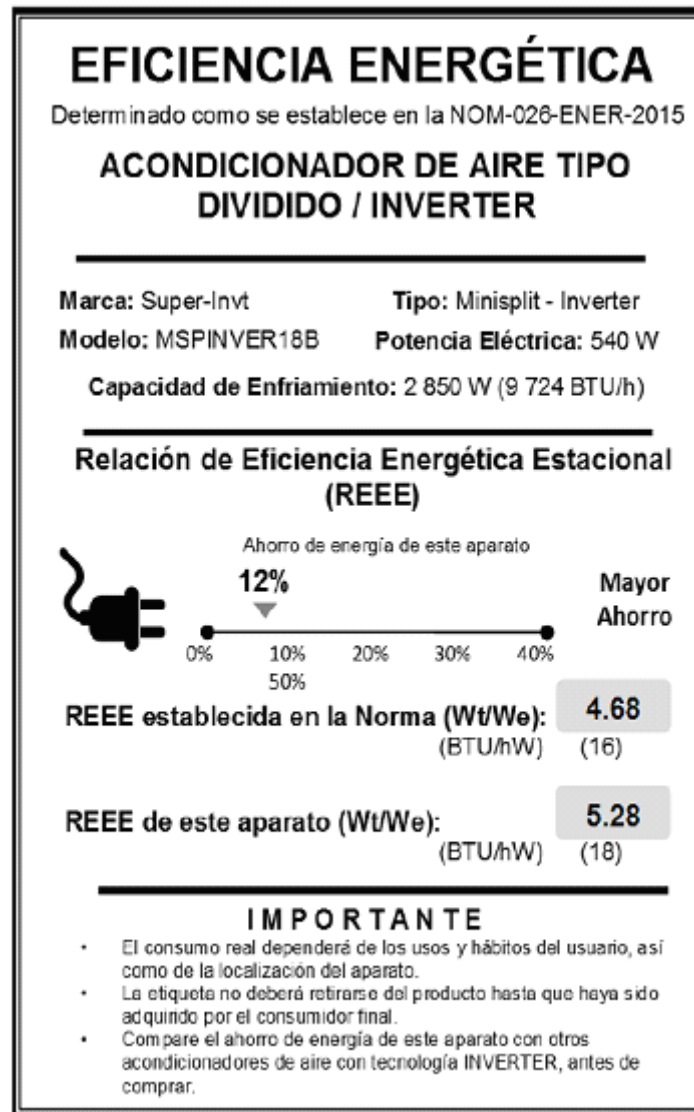 EFICIENCIA ENERGÉTICA
Determinado como se establece en la NOM-026-ENER-2015
ACONDICIONADOR DE AIRE TIPO
DIVIDIDO / INVERTER
Marca: Super-Invt Tipo: Minisplit - Inverter
Modelo: MSPINVER18B Potencia Eléctrica: 540 W
Capacidad de Enfriamiento: 2 850 W (9 724 BTU/h)
Relación de Eficiencia Energética Estacional
(REEE)
Ahorro de energía de este aparato
12%
Mayor
Ahorro
0% 10% 20% 30% 40%
50%
REEE establecida en la Norma (Wt/We): 4.68
(BTU/hW) (16)
REEE de este aparato (Wt/We): 5.28
(BTU/hW) (18)
IMPORTANTE
• El consumo real dependerá de los usos y hábitos del usuario, así
como de la localización del aparato.
• La etiqueta no deberá retirarse del producto hasta que haya sido
adquirido por el consumidor final.
• Compare el ahorro de energía de este aparato con otros
acondicionadores de aire con tecnología INVERTER, antes de
comprar.